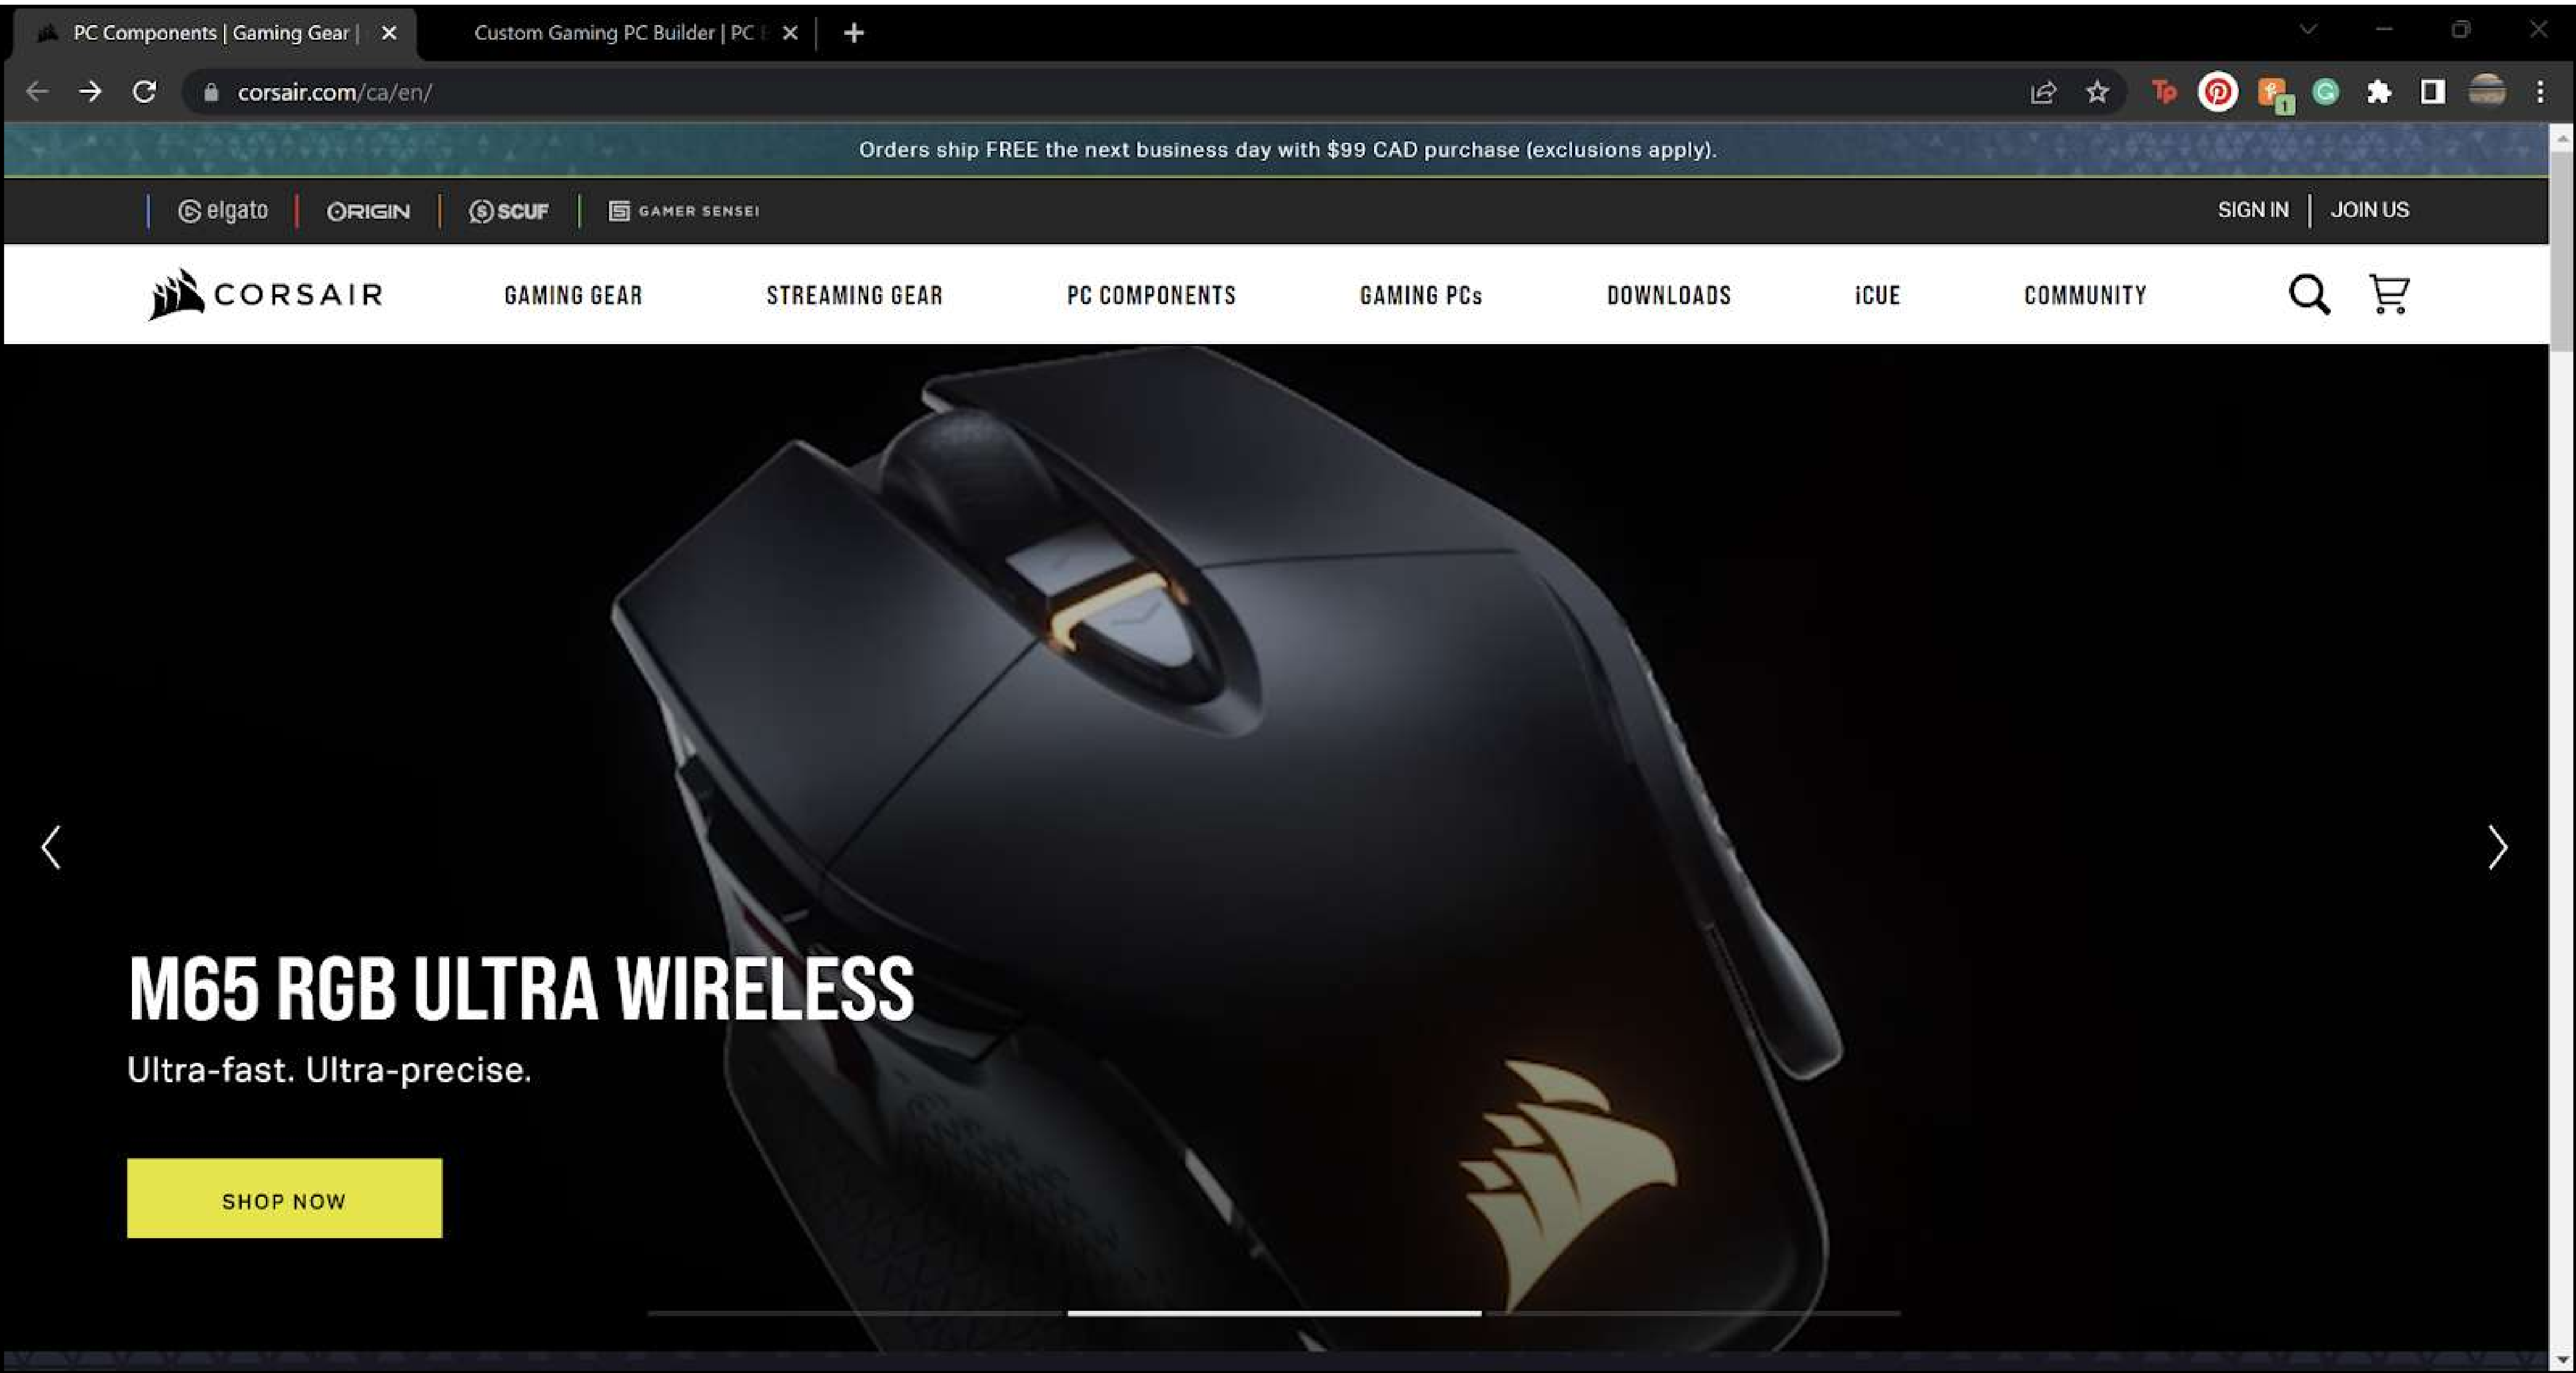 PC Components | Gaming Gear |
Custom Gaming PC Builder | PC
corsair.com/ca/en/
Tp
1
Orders ship FREE the next business day with $99 CAD purchase (exclusions apply).
elgato
ORIGIN
SCUF
GAMER SENSEI
SIGN IN
JOIN US
CORSAIR
GAMING GEAR
STREAMING GEAR
PC COMPONENTS
GAMING PCs
DOWNLOADS
iCUE
COMMUNITY
M65 RGB ULTRA WIRELESS
Ultra-fast. Ultra-precise.
SHOP NOW